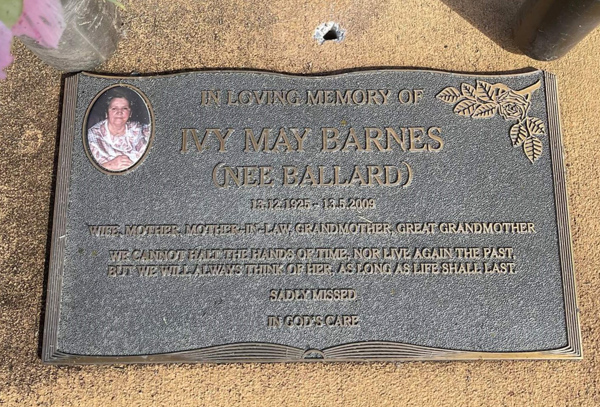 IN LOVING MEMORY OF
IVY MAY BARNES
(NEE BALLARD)
13.12.1925 - 13.5.2009
WIFE, MOTHER, MOTHER-IN-LAW, GRANDMOTHER, GREAT GRANDMOTHER
WE CANNOT HALT THE HANDS OF TIME, NOR LIVE AGAIN THE PAST,
BUT WE WILL ALWAYS THINK OF HER, AS LONG AS LIFE SHALL LAST.
SADLY MISSED
IN GOD'S CARE